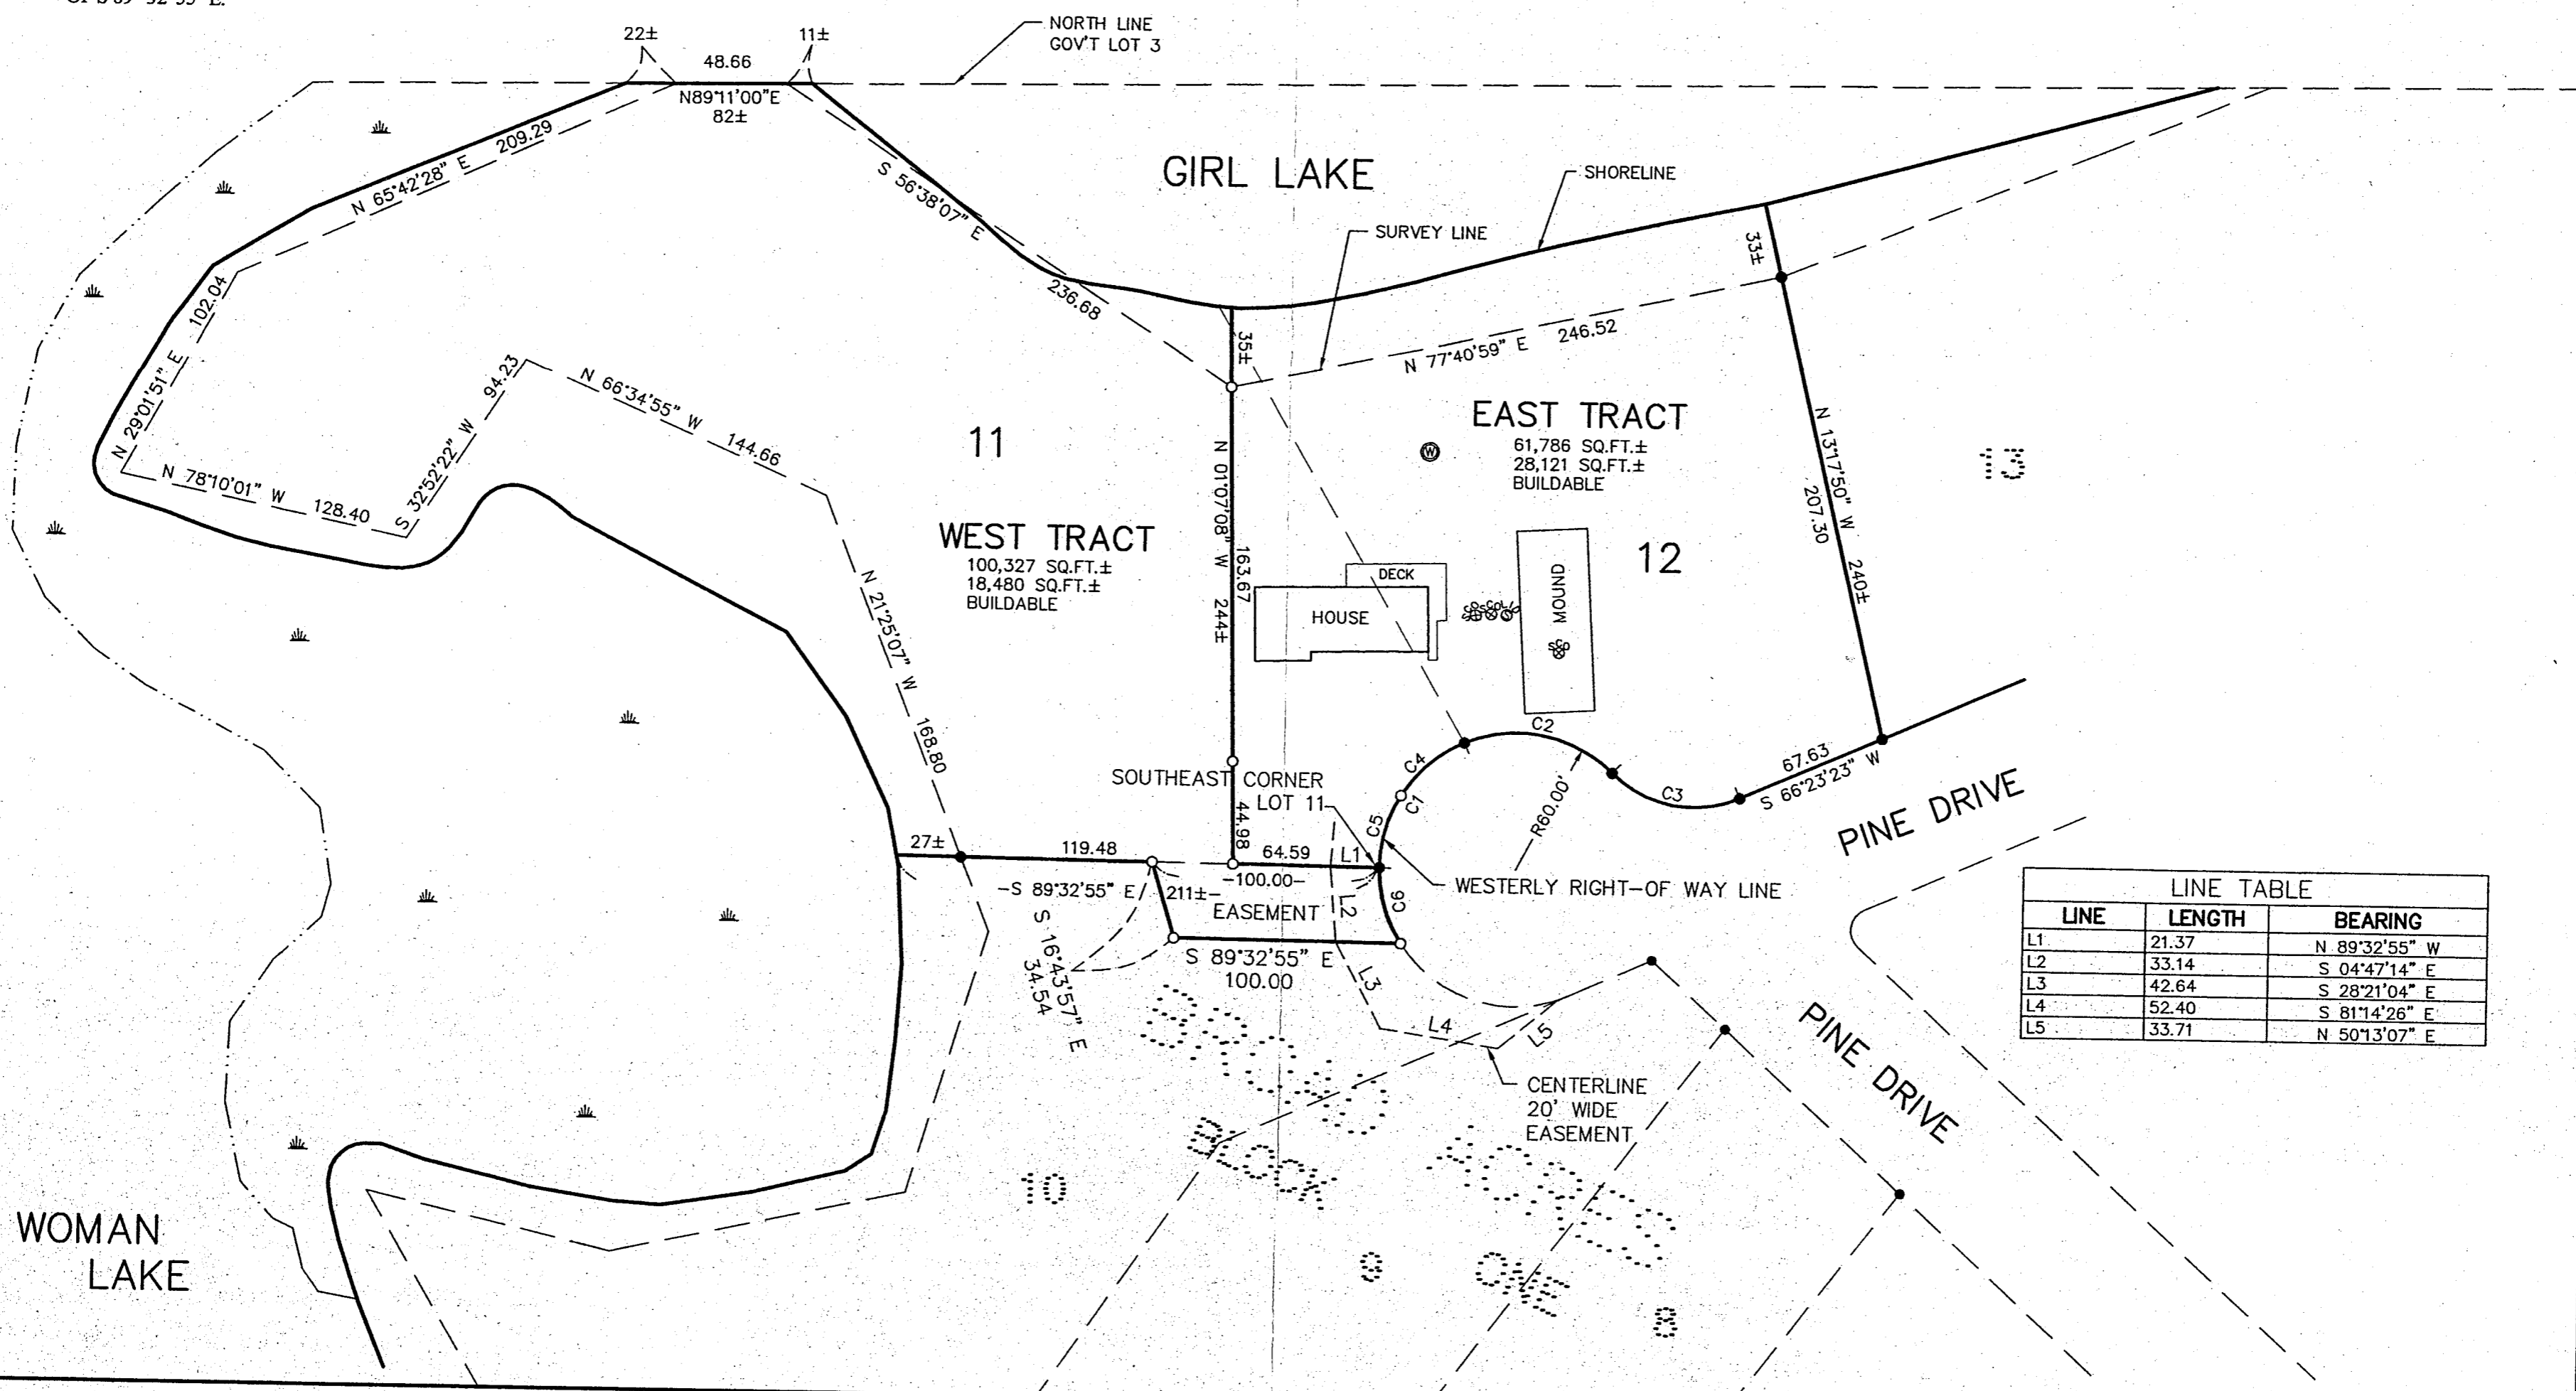 22±
11±
48.66
N89°11'00"E
82±
NORTH LINE
GOV'T LOT 3
N 65°42'28" E 209.29
S 56°38'07" E
236.68
GIRL LAKE
SHORELINE
SURVEY LINE
33±
35±
N 77°40'59" E 246.52
N 29°01'51" E 102.04
N 78°10'01" W 128.40
S 32°52'22" W 94.23
N 66°34'55" W 144.66
11
WEST TRACT
100,327 SQ.FT.±
18,480 SQ.FT.±
BUILDABLE
N 01°07'08" W 244±
163.67
EAST TRACT
61,786 SQ.FT.±
28,121 SQ.FT.±
BUILDABLE
W
12
N 13°17'50" W 240±
207.30
13
DECK
HOUSE
MOUND
N 21°25'07" W 168.80
SOUTHEAST CORNER
LOT 11
44.98
C4
C1
C5
C2
R60.00'
C3
67.63
S 66°23'23" W
PINE DRIVE
27±
119.48
64.59
L1
-100.00-
-S 89°32'55" E
211±-
EASEMENT
L2
C6
WESTERLY RIGHT-OF WAY LINE
S 16°43'57" E
34.54
S 89°32'55" E
100.00
L3
L4
L5
CENTERLINE
20' WIDE
EASEMENT
PINE DRIVE
LINE TABLE
LINE LENGTH BEARING
L1 21.37 N 89°32'55" W
L2 33.14 S 04°47'14" E
L3 42.64 S 28°21'04" E
L4 52.40 S 81°14'26" E
L5 33.71 N 50°13'07" E
BLOCK
ONE
ACRES
10
9
8
WOMAN
LAKE